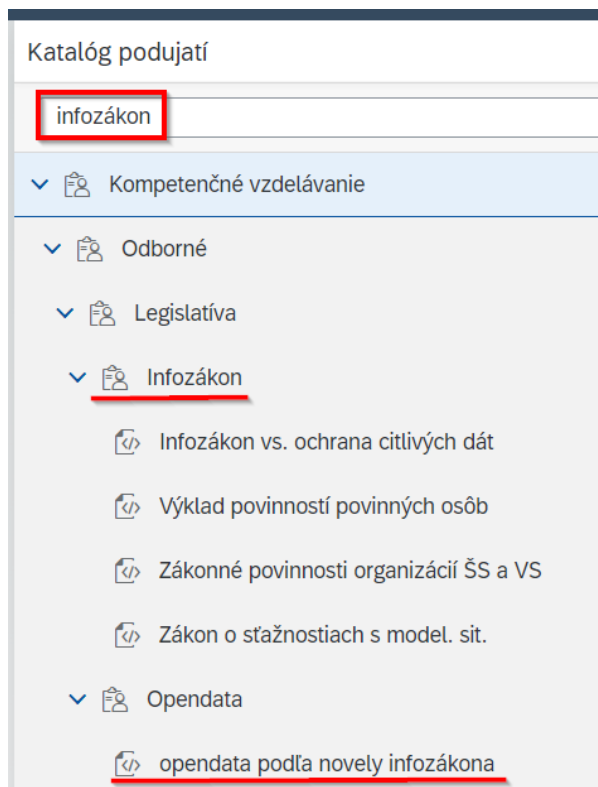 Katalóg podujatí
infozákon
Kompetenčné vzdelávanie
Odborné
Legislatíva
Infozákon
Infozákon vs. ochrana citlivých dát
Výklad povinností povinných osôb
Zákonné povinnosti organizácií ŠS a VS
Zákon o sťažnostiach s model. sit.
Opendata
opendata podľa novely infozákona